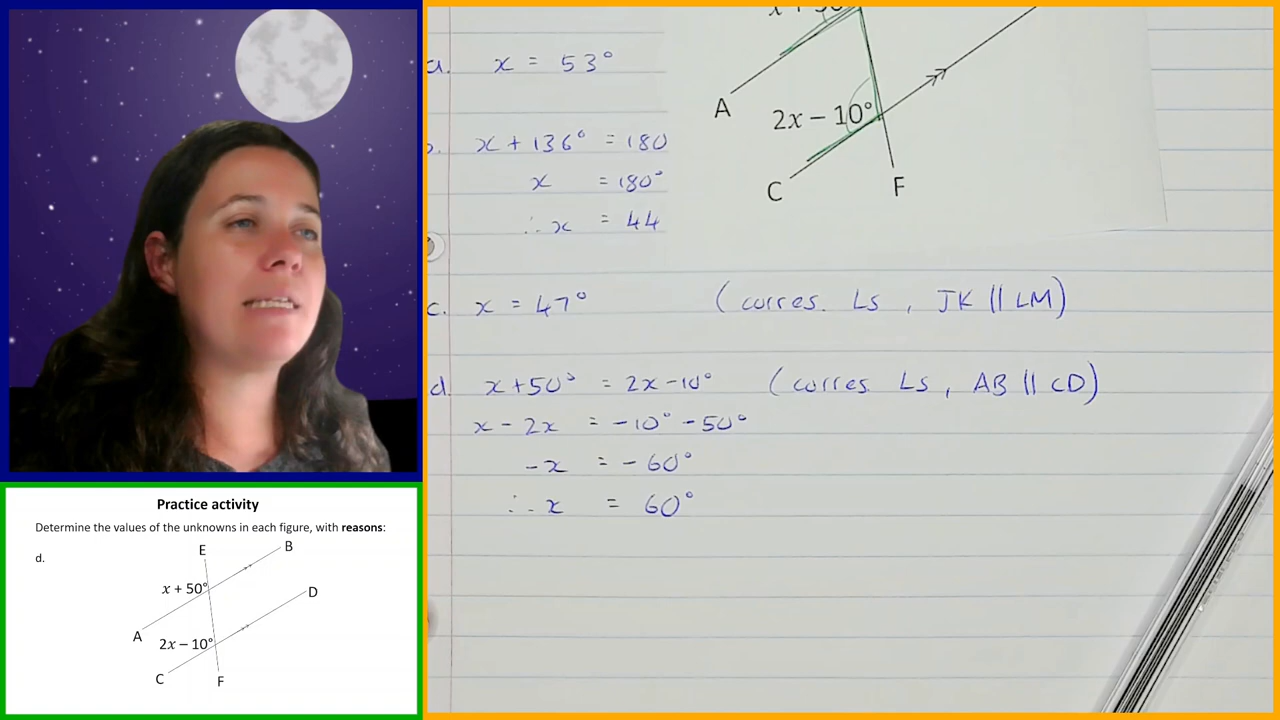 Practice activity
Determine the values of the unknowns in each figure, with reasons:
d.
E
B
x + 50°
D
A
2x – 10°
C
F
A
2x – 10°
C
F
a. x = 53°
x + 136° = 180
x = 180°
∴ x = 44
c. x = 47° (corres. Ls, JK || LM)
d. x+50° = 2x-10° (corres Ls, AB || CD)
x - 2x = -10° -50°
-x = -60°
∴ x = 60°